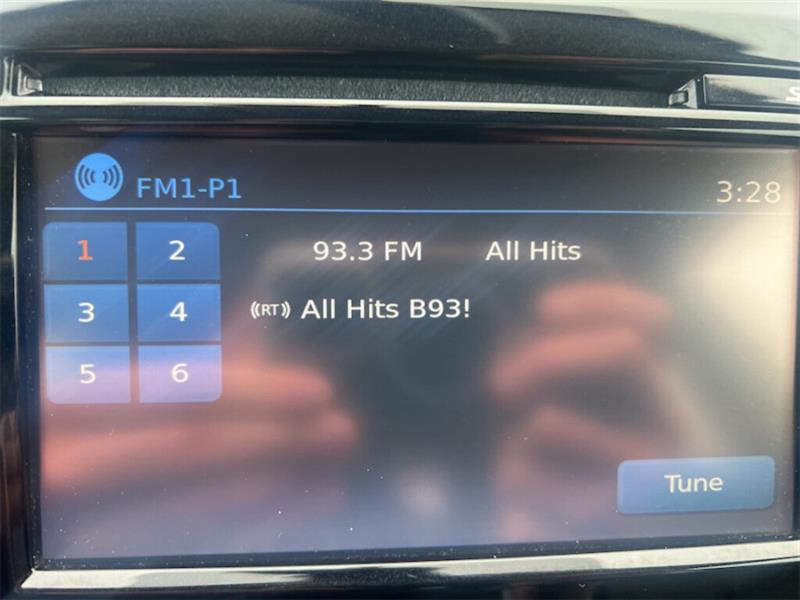 FM1-P1 3:28
1 2 93.3 FM All Hits
3 4 RT All Hits B93!
5 6
Tune